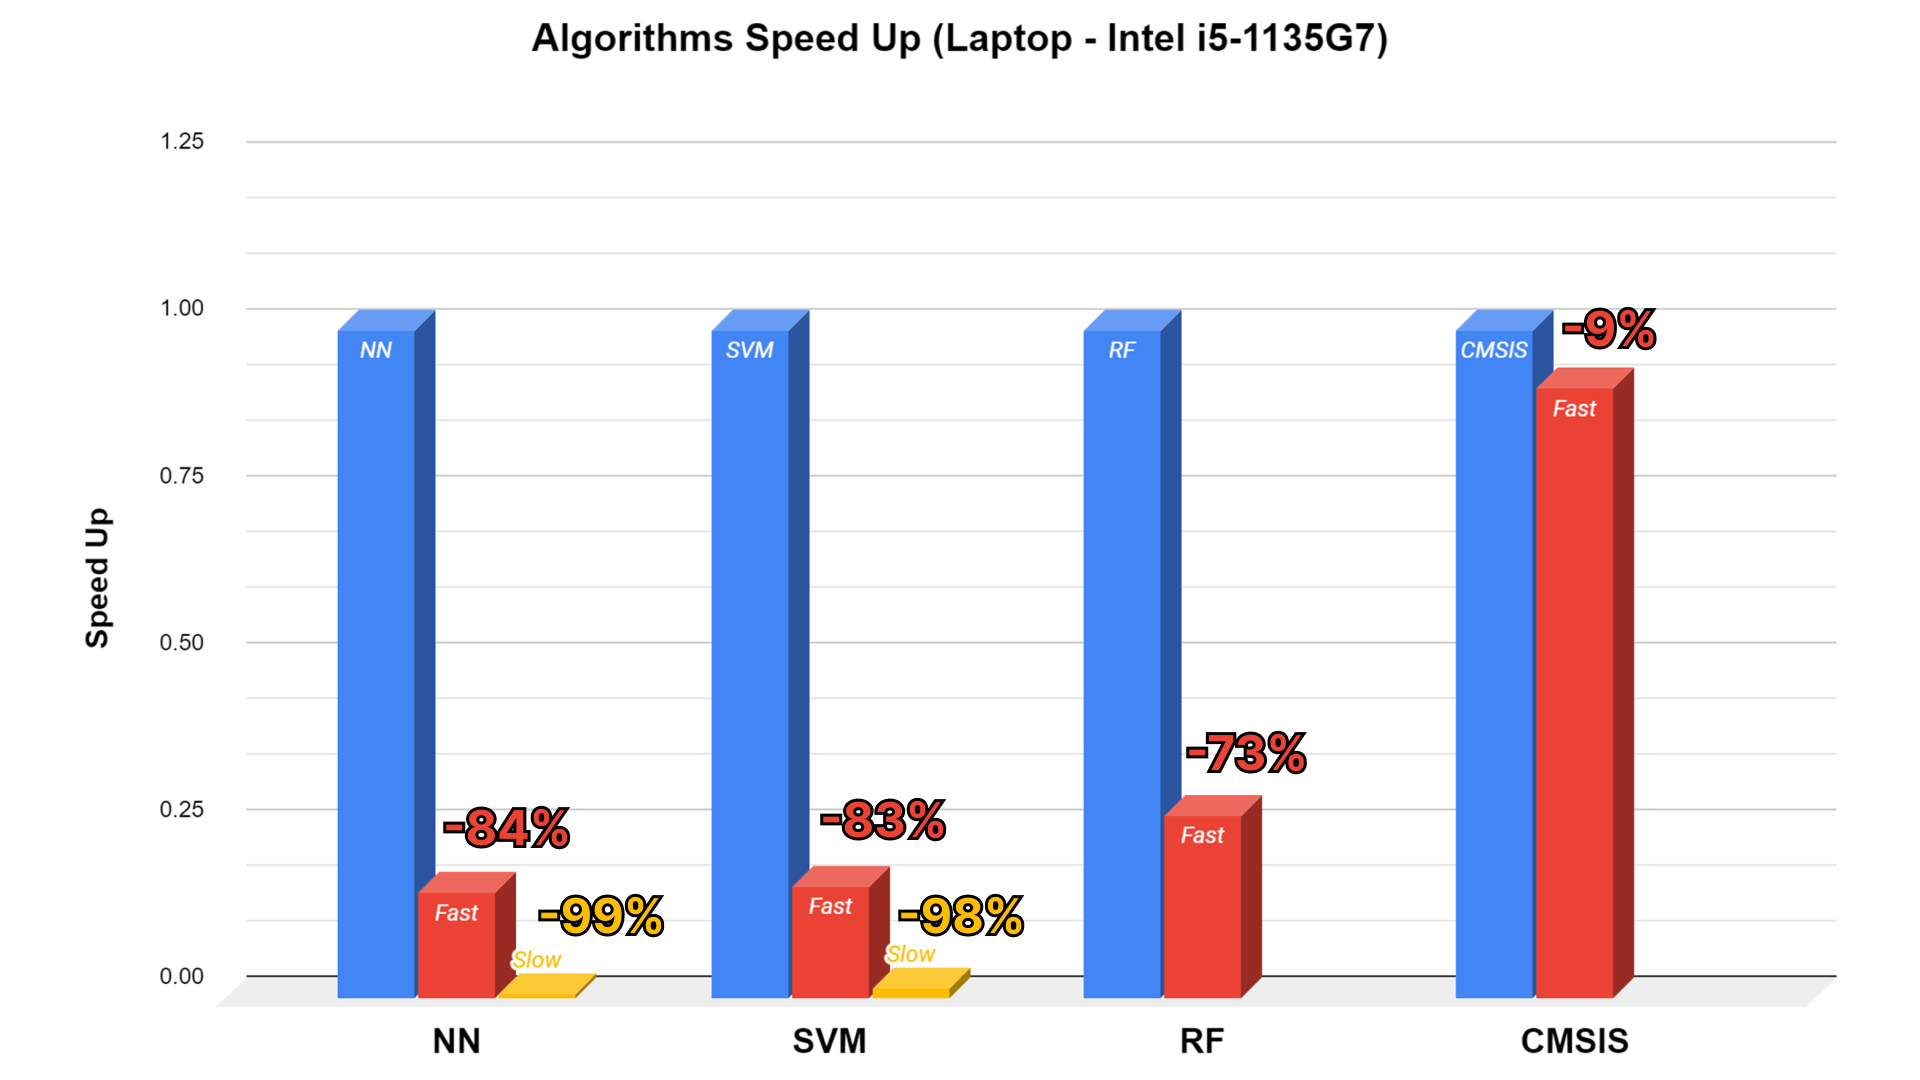 Algorithms Speed Up (Laptop - Intel i5-1135G7)
1.25
1.00
0.75
0.50
0.25
0.00
Speed Up
NN
Fast
-84%
Slow
-99%
SVM
Fast
-83%
Slow
-98%
RF
Fast
-73%
CMSIS
Fast
-9%
NN
SVM
RF
CMSIS